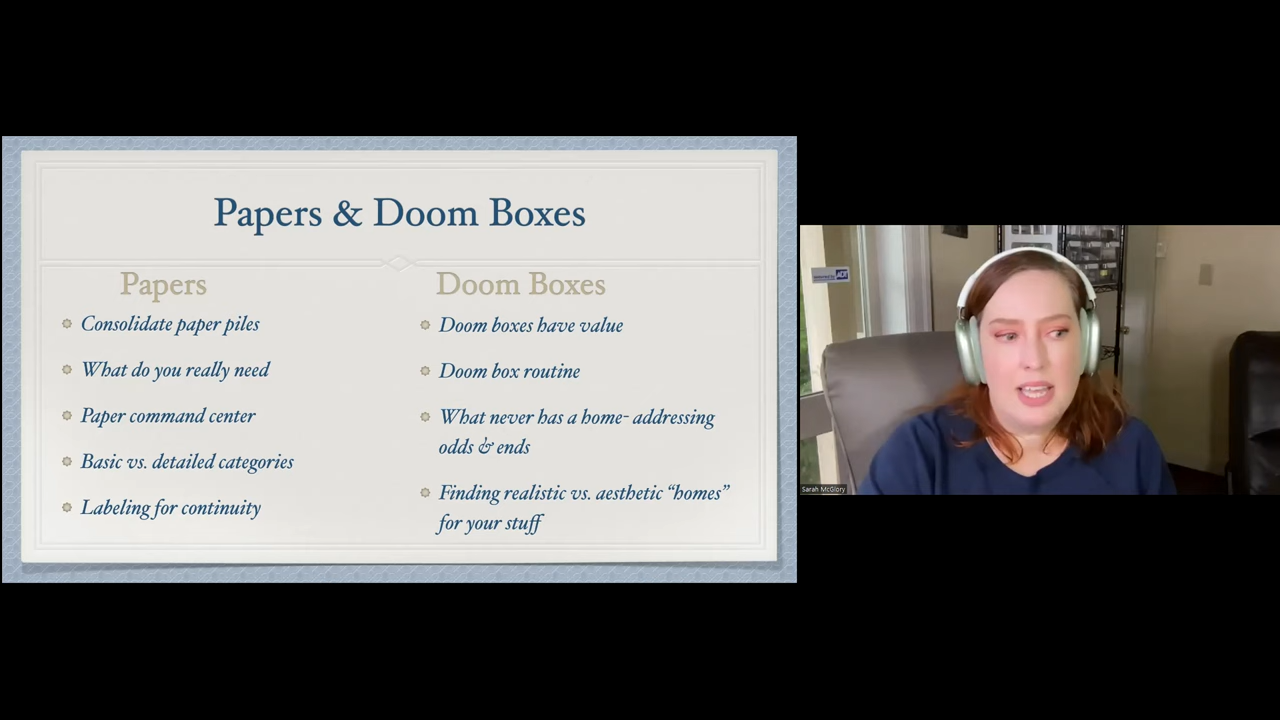 Papers & Doom Boxes
Papers
Consolidate paper piles
What do you really need
Paper command center
Basic vs. detailed categories
Labeling for continuity
Doom Boxes
Doom boxes have value
Doom box routine
What never has a home- addressing
odds & ends
Finding realistic vs. aesthetic “homes”
for your stuff
ADT
Sarah McGlory